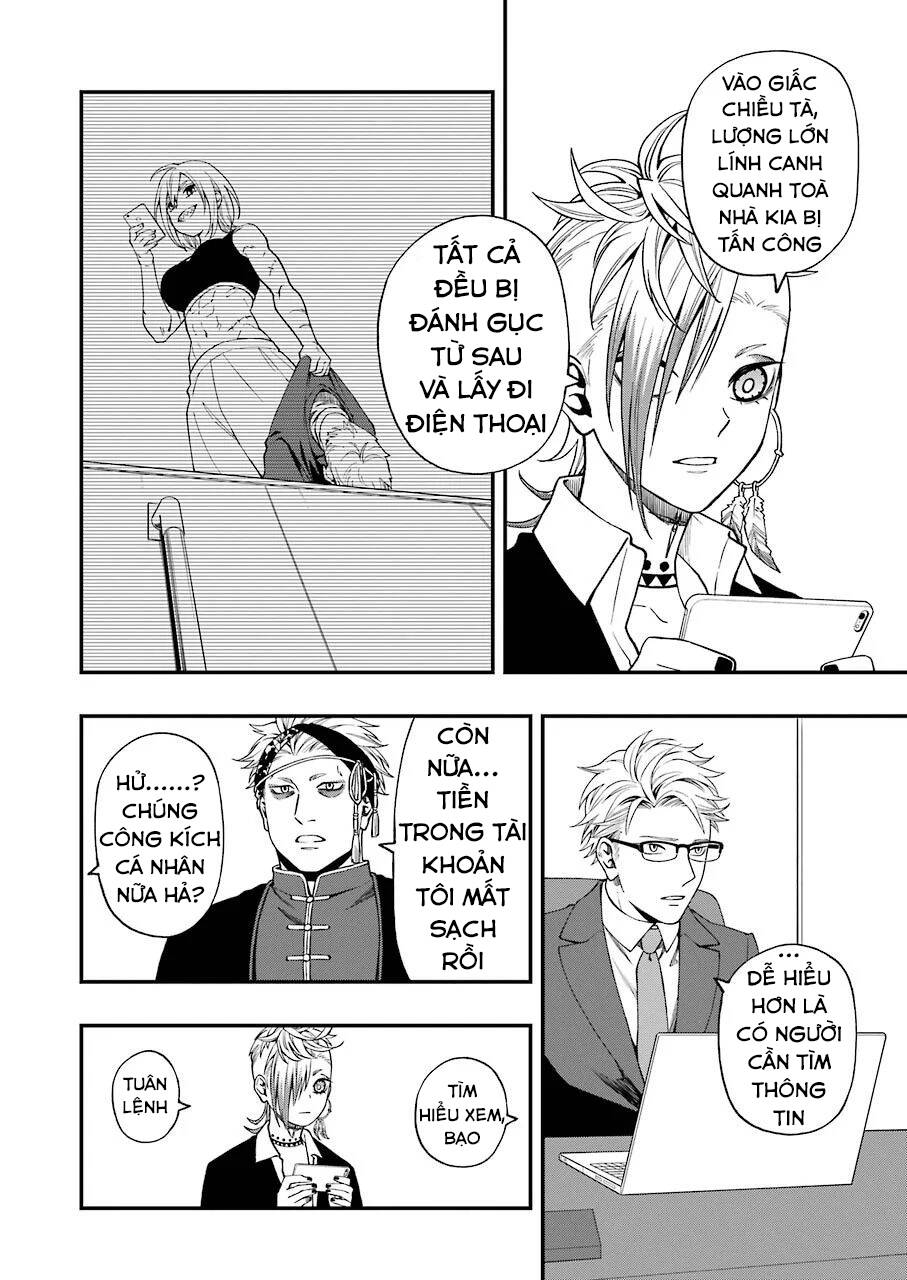 VÀO GIẤC
CHIỀU TÀ,
LƯỢNG LỚN
LÍNH CANH
QUANH TOÀ
NHÀ KIA BỊ
TẤN CÔNG
TẤT CẢ
ĐỀU BỊ
ĐÁNH GỤC
TỪ SAU
VÀ LẤY ĐI
ĐIỆN THOẠI
...
DỄ HIỂU
HƠN LÀ
CÓ NGƯỜI
CẦN TÌM
THÔNG
TIN
CÒN
NỮA...
TIỀN
TRONG TÀI
KHOẢN
TÔI MẤT
SẠCH
RỒI
HỬ......?
CHÚNG
CÔNG KÍCH
CÁ NHÂN
NỮA HẢ?
TÌM
HIỂU XEM,
BẠO
TUÂN
LỆNH